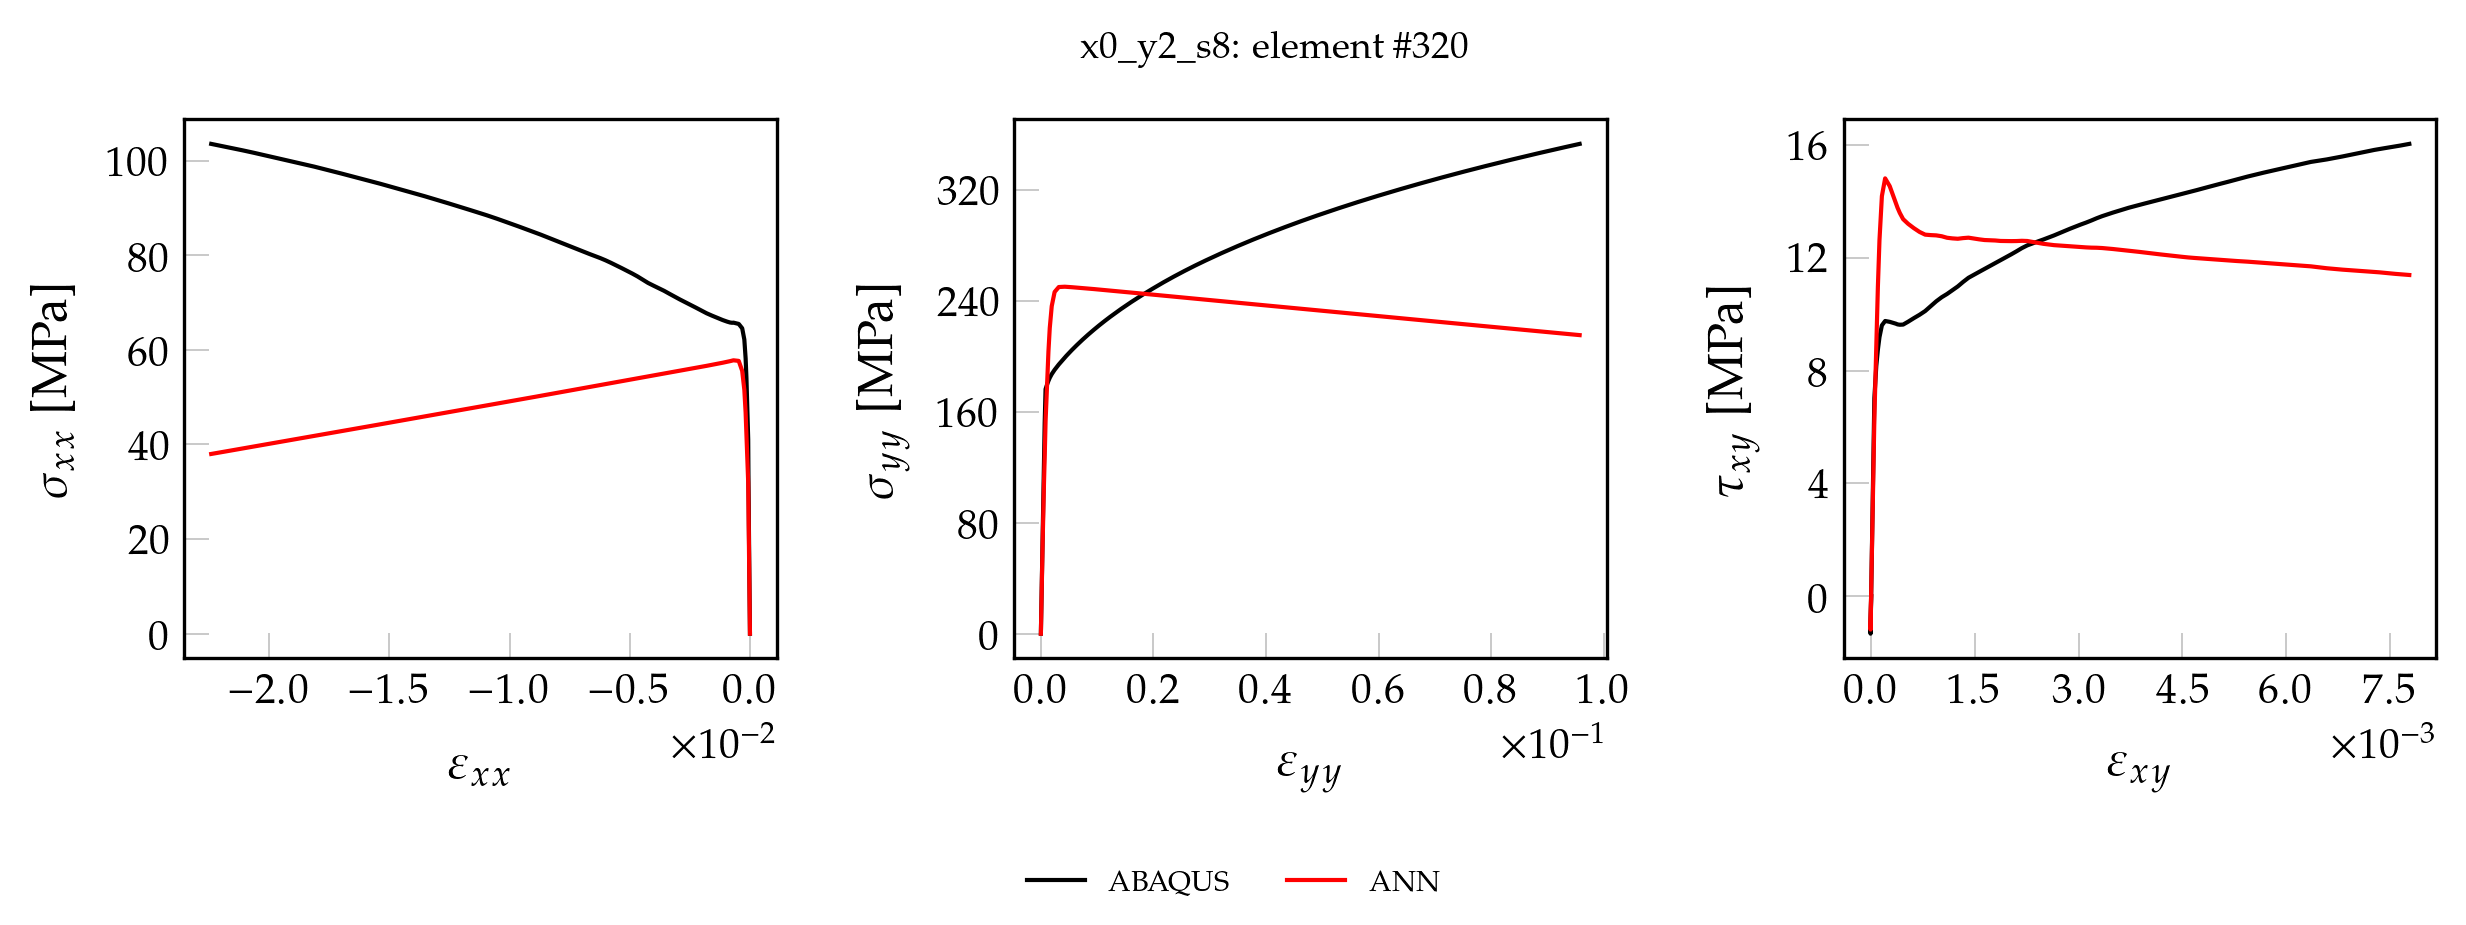 x0_y2_s8: element #320
σxx [MPa]
100
80
60
40
20
0
−2.0 −1.5 −1.0 −0.5 0.0
×10−2
εxx
σyy [MPa]
320
240
160
80
0
0.0 0.2 0.4 0.6 0.8 1.0
×10−1
εyy
τxy [MPa]
16
12
8
4
0
0.0 1.5 3.0 4.5 6.0 7.5
×10−3
εxy
ABAQUS ANN